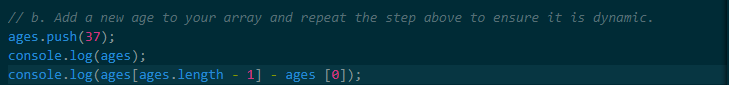 // b. Add a new age to your array and repeat the step above to ensure it is dynamic.
ages.push(37);
console.log(ages);
console.log(ages[ages.length - 1] - ages [0]);